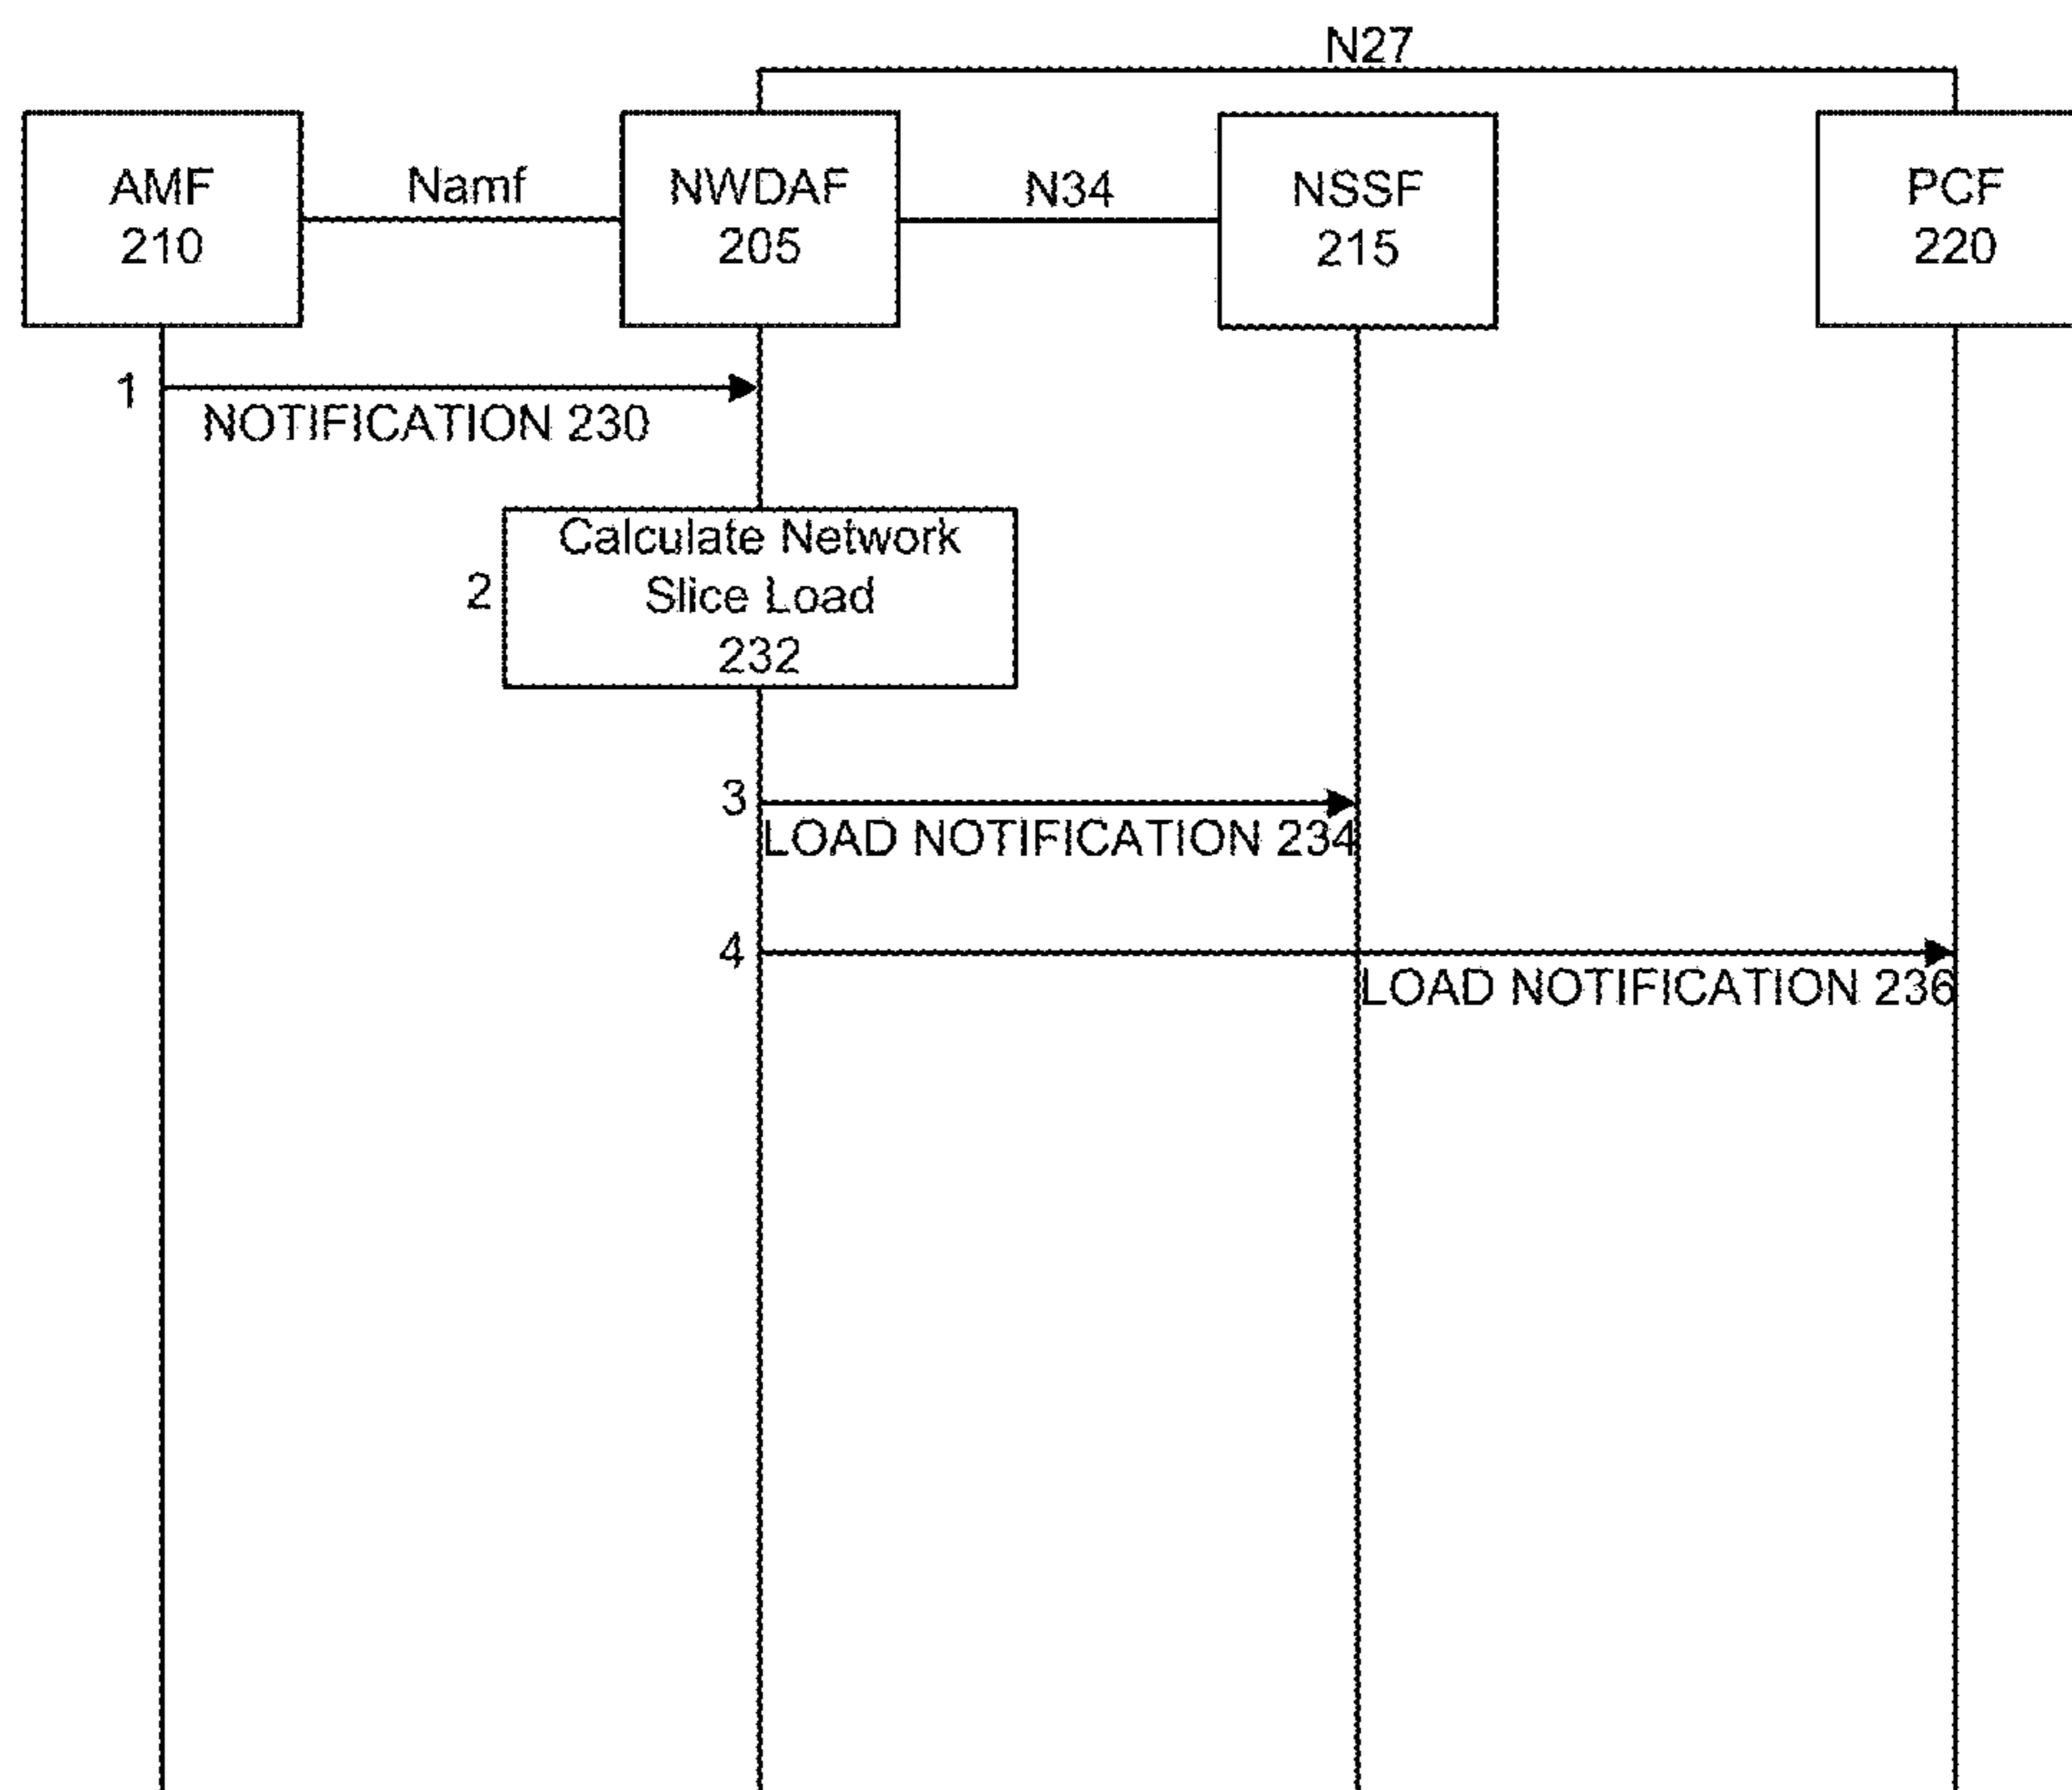 N27
AMF
210
Namf
NWDAF
205
N34
NSSF
215
PCF
220
1
NOTIFICATION 230
2
Calculate Network
Slice Load
232
3
LOAD NOTIFICATION 234
4
LOAD NOTIFICATION 236